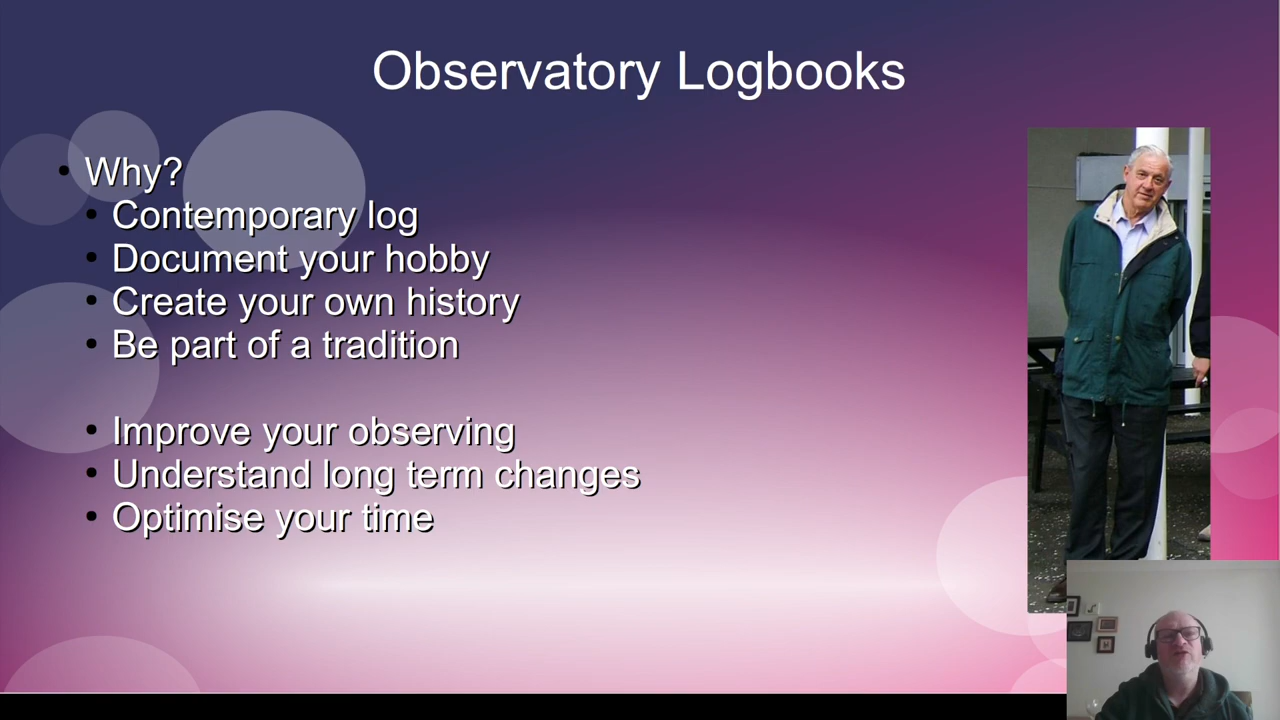 Observatory Logbooks
• Why?
• Contemporary log
• Document your hobby
• Create your own history
• Be part of a tradition
• Improve your observing
• Understand long term changes
• Optimise your time